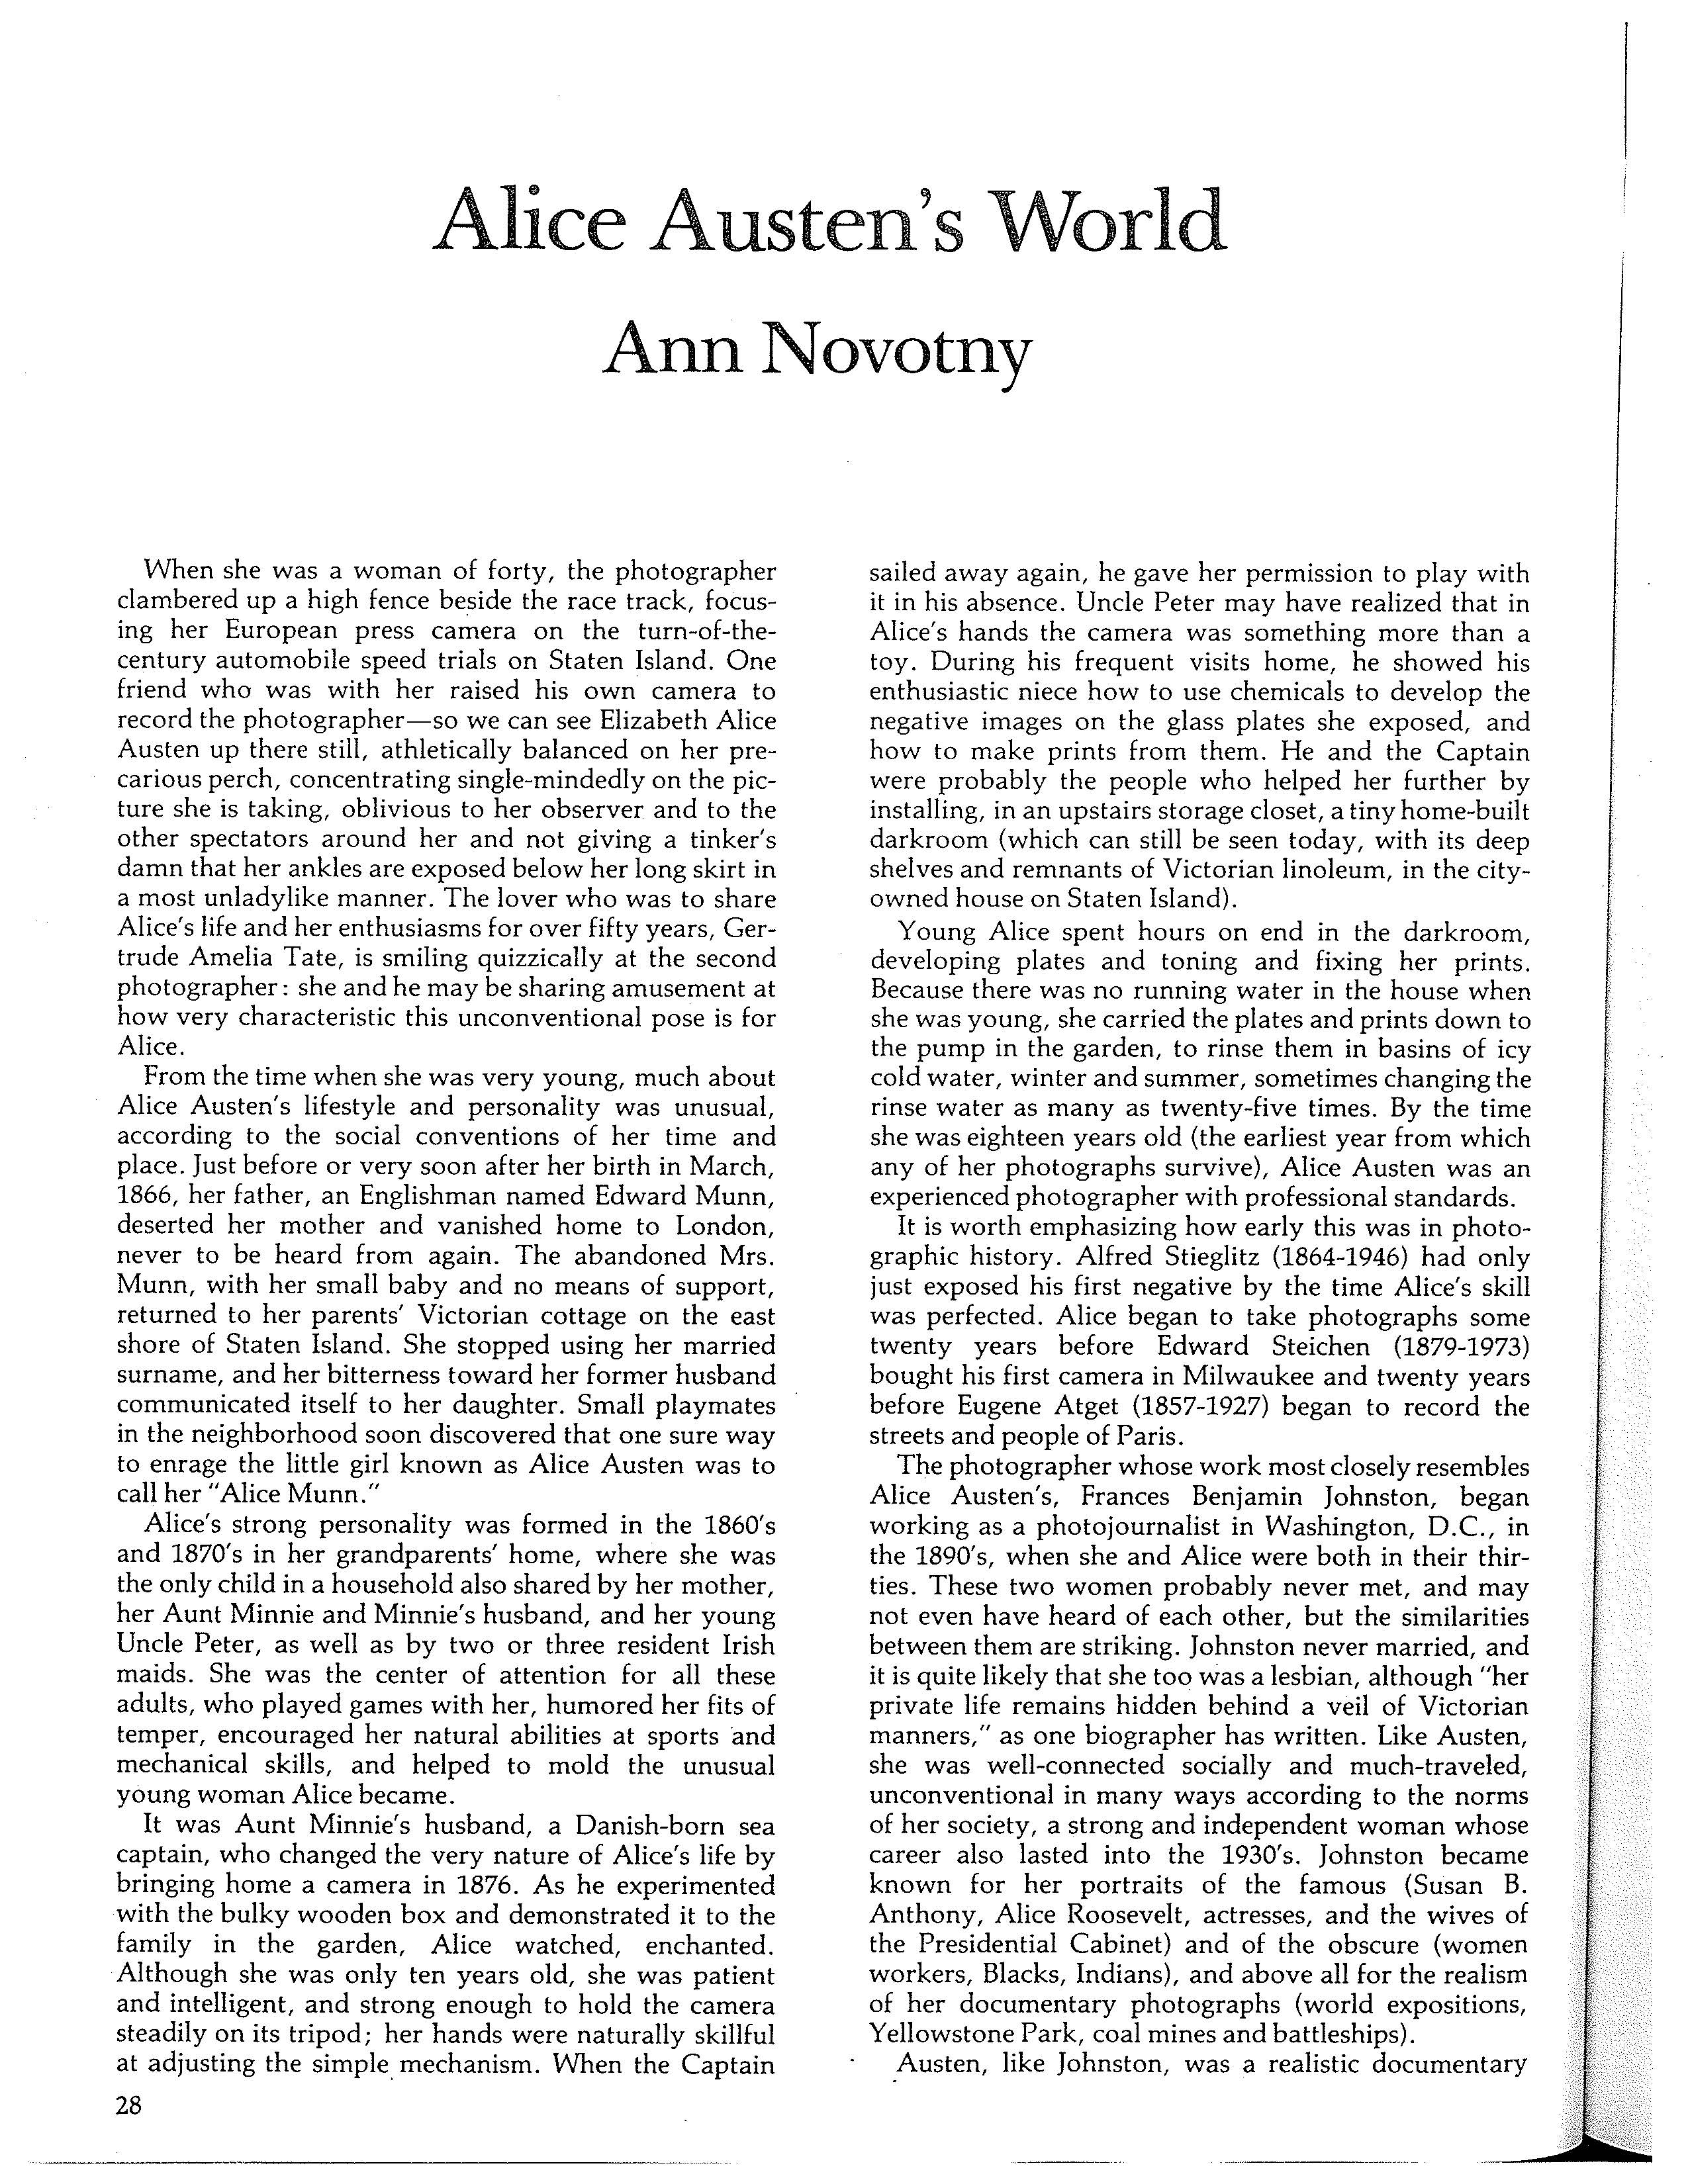 Alice Austen's World
Ann Novotny
When she was a woman of forty, the photographer
clambered up a high fence beside the race track, focus-
ing her European press camera on the turn-of-the-
century automobile speed trials on Staten Island. One
friend who was with her raised his own camera to
record the photographer—so we can see Elizabeth Alice
Austen up there still, athletically balanced on her pre-
carious perch, concentrating single-mindedly on the pic-
ture she is taking, oblivious to her observer and to the
other spectators around her and not giving a tinker's
damn that her ankles are exposed below her long skirt in
a most unladylike manner. The lover who was to share
Alice's life and her enthusiasms for over fifty years, Ger-
trude Amelia Tate, is smiling quizzically at the second
photographer: she and he may be sharing amusement at
how very characteristic this unconventional pose is for
Alice.
From the time when she was very young, much about
Alice Austen's lifestyle and personality was unusual,
according to the social conventions of her time and
place. Just before or very soon after her birth in March,
1866, her father, an Englishman named Edward Munn,
deserted her mother and vanished home to London,
never to be heard from again. The abandoned Mrs.
Munn, with her small baby and no means of support,
returned to her parents' Victorian cottage on the east
shore of Staten Island. She stopped using her married
surname, and her bitterness toward her former husband
communicated itself to her daughter. Small playmates
in the neighborhood soon discovered that one sure way
to enrage the little girl known as Alice Austen was to
call her "Alice Munn."
Alice's strong personality was formed in the 1860's
and 1870's in her grandparents' home, where she was
the only child in a household also shared by her mother,
her Aunt Minnie and Minnie's husband, and her young
Uncle Peter, as well as by two or three resident Irish
maids. She was the center of attention for all these
adults, who played games with her, humored her fits of
temper, encouraged her natural abilities at sports and
mechanical skills, and helped to mold the unusual
young woman Alice became.
It was Aunt Minnie's husband, a Danish-born sea
captain, who changed the very nature of Alice's life by
bringing home a camera in 1876. As he experimented
with the bulky wooden box and demonstrated it to the
family in the garden, Alice watched, enchanted.
Although she was only ten years old, she was patient
and intelligent, and strong enough to hold the camera
steadily on its tripod; her hands were naturally skillful
at adjusting the simple mechanism. When the Captain
28
sailed away again, he gave her permission to play with
it in his absence. Uncle Peter may have realized that in
Alice's hands the camera was something more than a
toy. During his frequent visits home, he showed his
enthusiastic niece how to use chemicals to develop the
negative images on the glass plates she exposed, and
how to make prints from them. He and the Captain
were probably the people who helped her further by
installing, in an upstairs storage closet, a tiny home-built
darkroom (which can still be seen today, with its deep
shelves and remnants of Victorian linoleum, in the city-
owned house on Staten Island).
Young Alice spent hours on end in the darkroom,
developing plates and toning and fixing her prints.
Because there was no running water in the house when
she was young, she carried the plates and prints down to
the pump in the garden, to rinse them in basins of icy
cold water, winter and summer, sometimes changing the
rinse water as many as twenty-five times. By the time
she was eighteen years old (the earliest year from which
any of her photographs survive), Alice Austen was an
experienced photographer with professional standards.
It is worth emphasizing how early this was in photo-
graphic history. Alfred Stieglitz (1864-1946) had only
just exposed his first negative by the time Alice's skill
was perfected. Alice began to take photographs some
twenty years before Edward Steichen (1879-1973)
bought his first camera in Milwaukee and twenty years
before Eugene Atget (1857-1927) began to record the
streets and people of Paris.
The photographer whose work most closely resembles
Alice Austen's, Frances Benjamin Johnston, began
working as a photojournalist in Washington, D.C., in
the 1890's, when she and Alice were both in their thir-
ties. These two women probably never met, and may
not even have heard of each other, but the similarities
between them are striking. Johnston never married, and
it is quite likely that she too was a lesbian, although "her
private life remains hidden behind a veil of Victorian
manners," as one biographer has written. Like Austen,
she was well-connected socially and much-traveled,
unconventional in many ways according to the norms
of her society, a strong and independent woman whose
career also lasted into the 1930's. Johnston became
known for her portraits of the famous (Susan B.
Anthony, Alice Roosevelt, actresses, and the wives of
the Presidential Cabinet) and of the obscure (women
workers, Blacks, Indians), and above all for the realism
of her documentary photographs (world expositions,
Yellowstone Park, coal mines and battleships).
Austen, like Johnston, was a realistic documentary